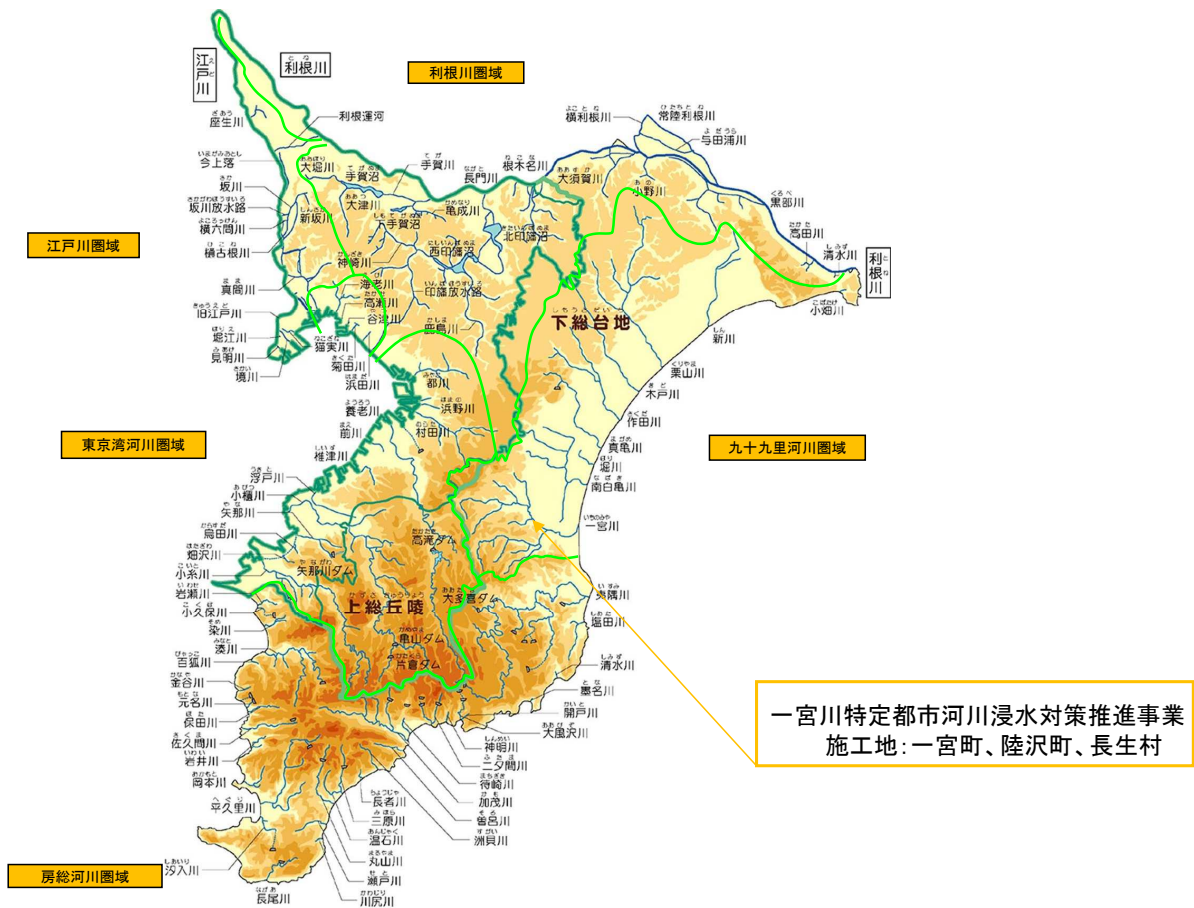 利根川圏域
江戸川
利根川
座生川
利根運河
今上落
坂川
坂川放水路
横六間川
樋古根川
真間川
旧江戸川
堀江川
見明川
境川
猫実川
菊田川
浜田川
大堀川
手賀沼
手賀川
長門川
根木名川
大須賀川
横利根川
常陸利根川
与田浦川
小野川
黒部川
高田川
清水川
利根川
小畑川
新坂川
大津川
下手賀沼
亀成川
西印旛沼
北印旛沼
神崎川
海老川
高瀬川
谷津川
印旛放水路
鹿島川
下総台地
新川
栗山川
木戸川
作田川
真亀川
堀川
南白亀川
一宮川
江戸川圏域
東京湾河川圏域
九十九里河川圏域
都川
浜野川
養老川
村田川
前川
椎津川
浮戸川
小櫃川
矢那川
烏田川
畑沢川
小糸川
岩瀬川
小久保川
染川
湊川
百狐川
金谷川
元名川
保田川
佐久間川
岩井川
岡本川
平久里川
汐入川
長尾川
高滝ダム
矢那川ダム
上総丘陵
大多喜ダム
亀山ダム
片倉ダム
夷隅川
塩田川
清水川
墨名川
開戸川
大風沢川
神明川
二夕間川
待崎川
加茂川
曽呂川
洲貝川
長者川
三原川
温石川
丸山川
瀬戸川
川尻川
房総河川圏域
一宮川特定都市河川浸水対策推進事業
施工地：一宮町、陸沢町、長生村